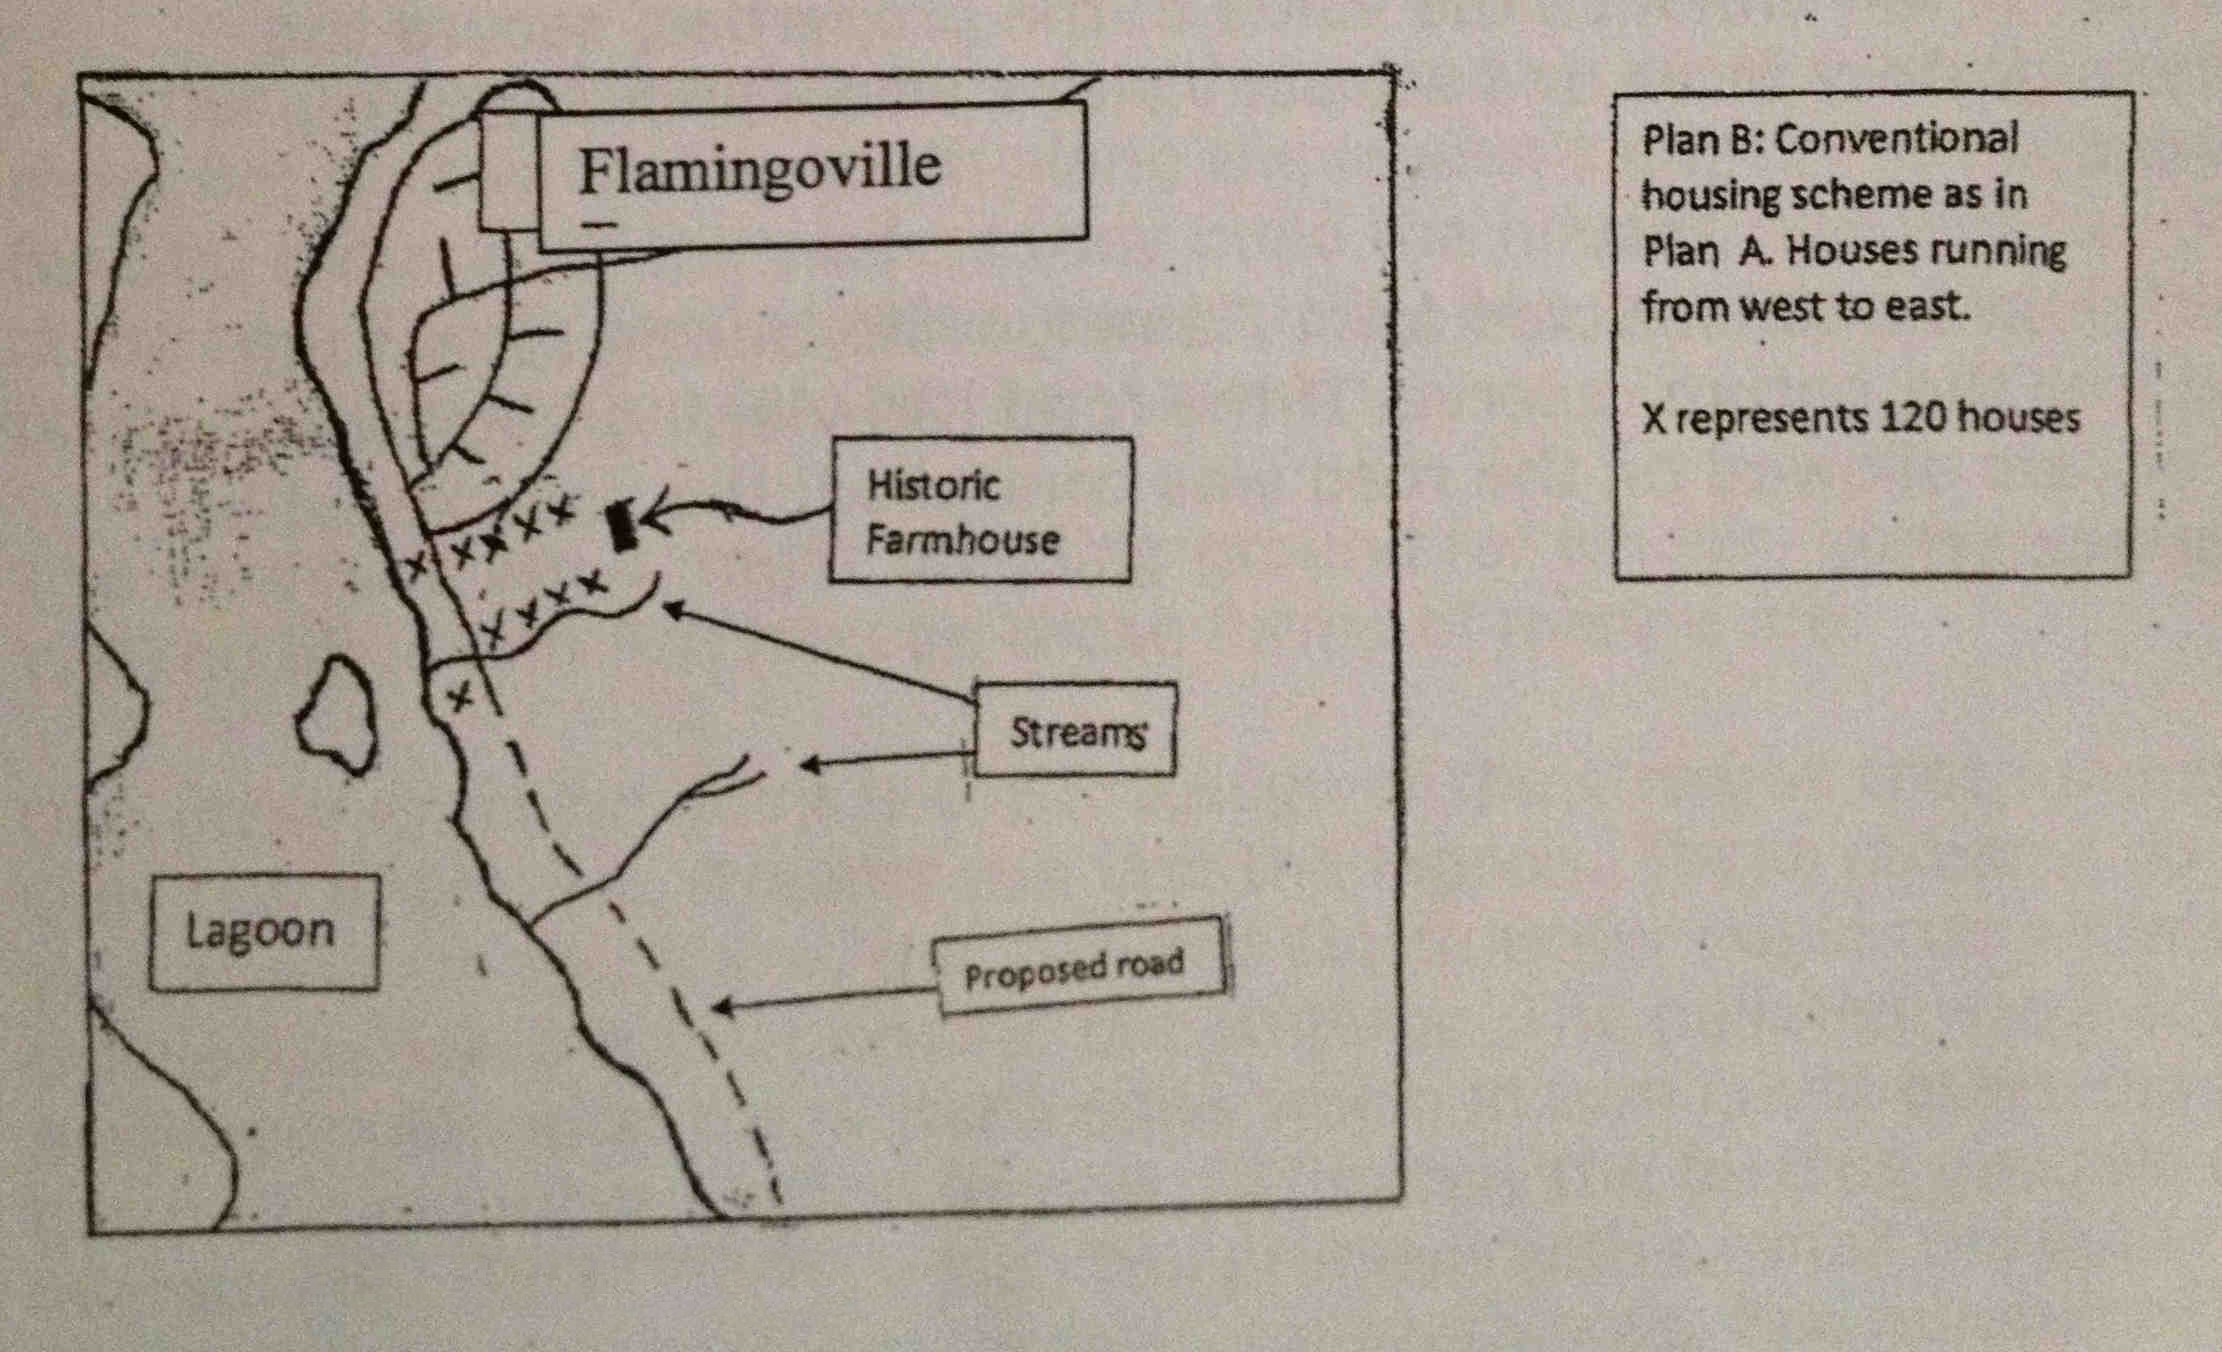 Flamingoville
Plan B: Conventional
housing scheme as in
Plan A. Houses running
from west to east.
X represents 120 houses
Historic
Farmhouse
x x x x x
x x x x
Streams
x
Lagoon
Proposed road